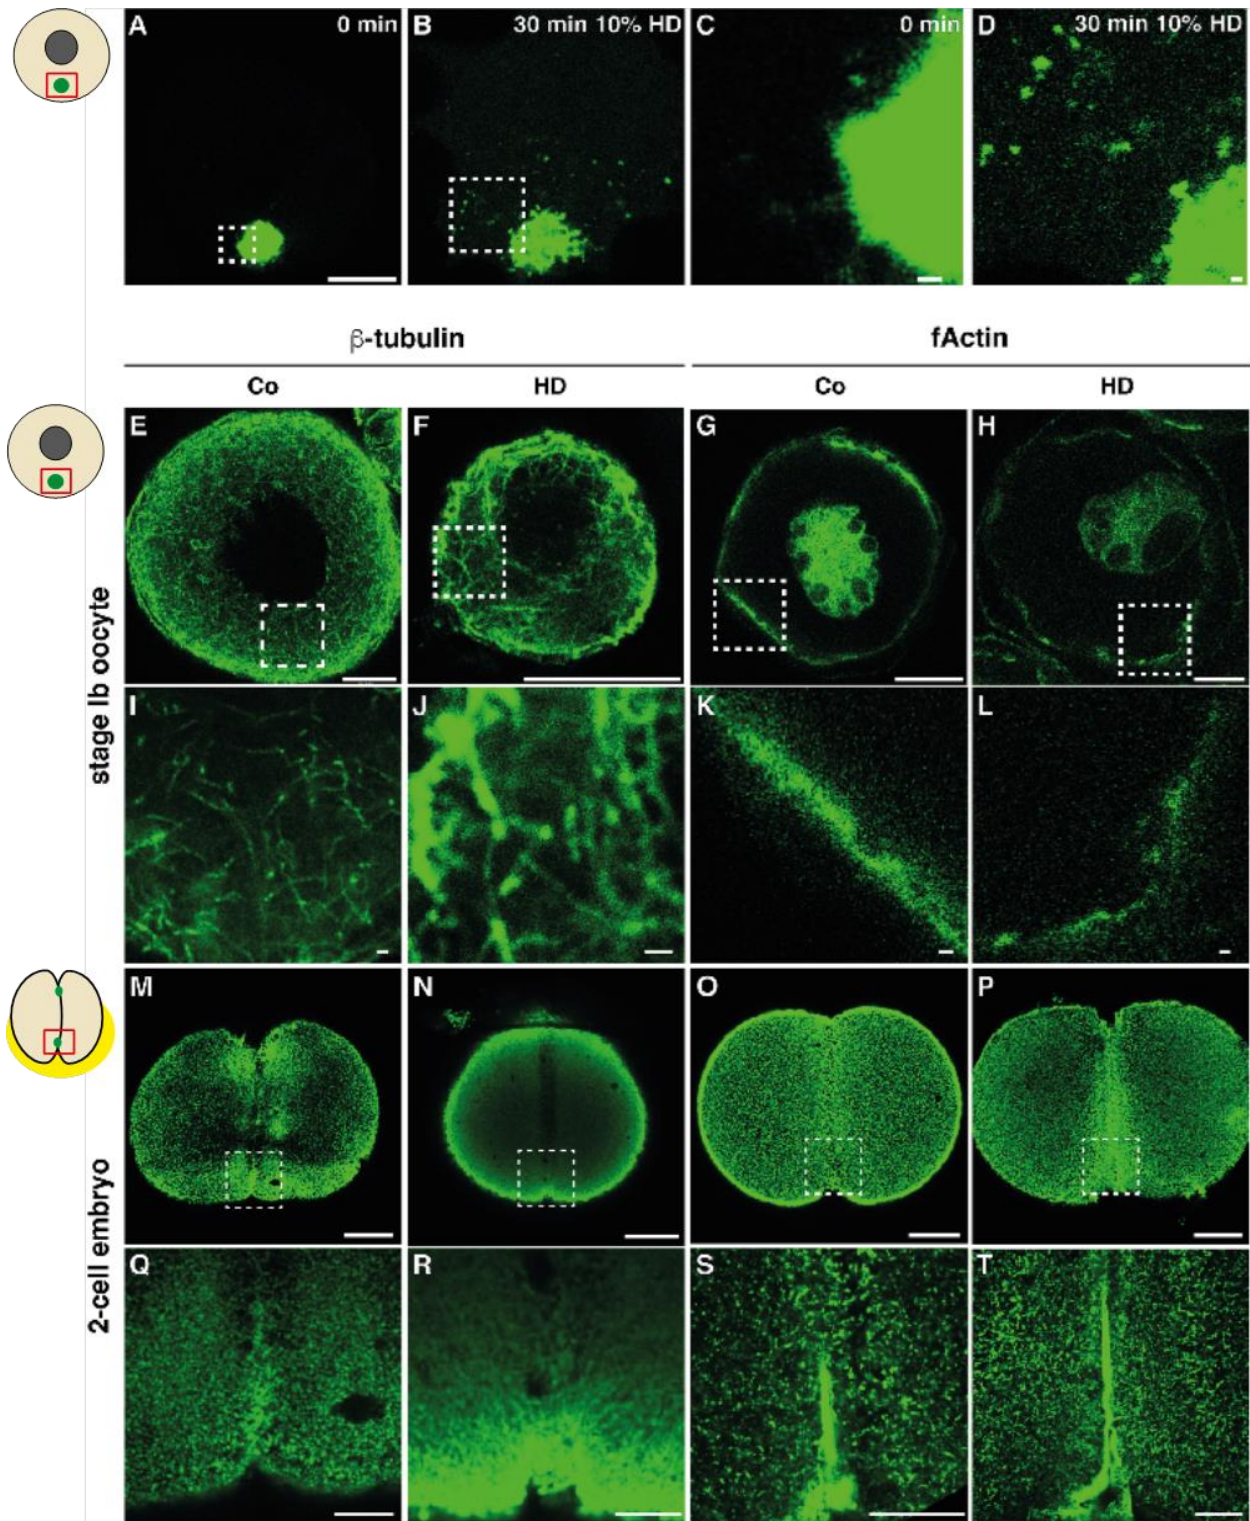 A 0 min B 30 min 10% HD C 0 min D 30 min 10% HD
β-tubulin fActin
Co HD Co HD
E F G H
stage Ib oocyte
I J K L
M N O P
2-cell embryo
Q R S T